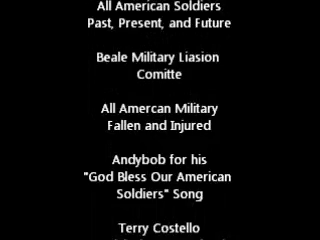 All American Soldiers
Past, Present, and Future
Beale Military Liasion
Comitte
All Amercan Military
Fallen and Injured
Andybob for his
"God Bless Our American
Soldiers" Song
Terry Costello